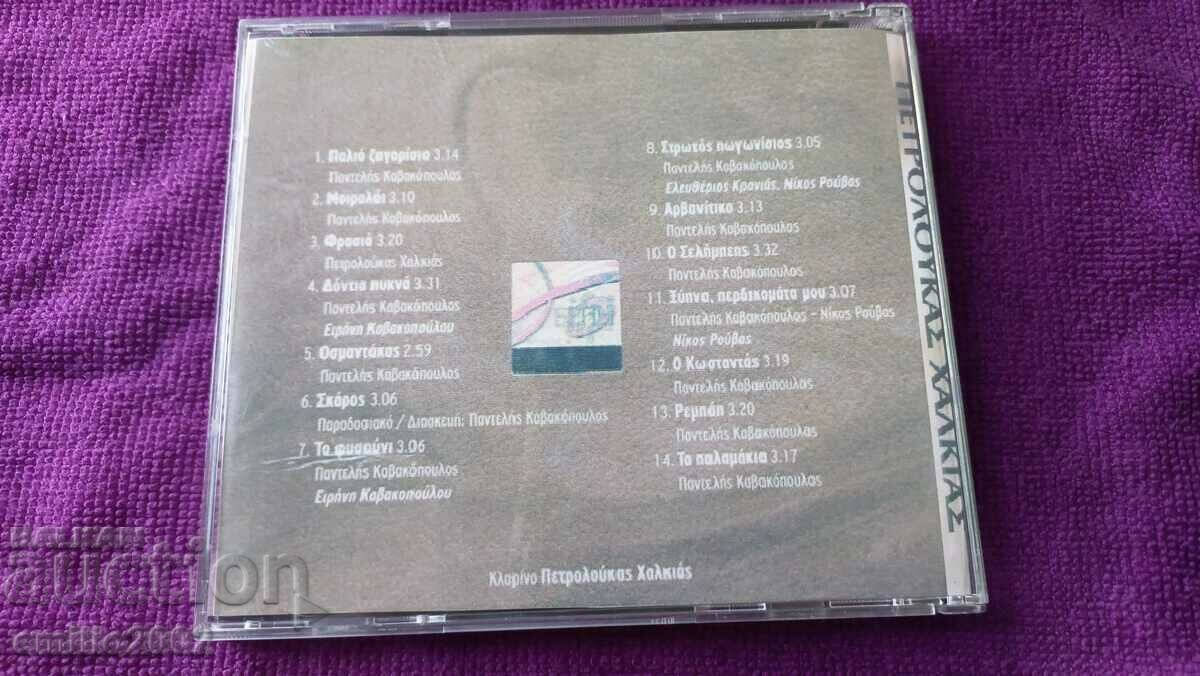 1. Παλιό ζαγορίσιο 3.14
Παντελής Καβακόπουλος
2. Μοιρολόι 3.10
Παντελής Καβακόπουλος
3. Φρασιά 3.20
Πετρολούκας Χαλκιάς
4. Δόντια πυκνά 3.31
Παντελής Καβακόπουλος
Ειρήνη Καβακοπούλου
5. Οσμαντάκας 2.59
Παντελής Καβακόπουλος
6. Σκάρος 3.06
Παραδοσιακό / Διασκευή: Παντελής Καβακόπουλος
7. Το φυσούνι 3.06
Παντελής Καβακόπουλος
Ειρήνη Καβακοπούλου
8. Στρωτός πωγωνίσιος 3.05
Παντελής Καβακόπουλος
Ελευθέριος Κρανιάς, Νίκος Ρούβας
9. Αρβανίτικο 3.13
Παντελής Καβακόπουλος
10. Ο Σελήμπεης 3.32
Παντελής Καβακόπουλος
11. Ξύπνα, περδικομάτα μου 3.07
Παντελής Καβακόπουλος - Νίκος Ρούβας
Νίκος Ρούβας
12. Ο Κωσταντάς 3.19
Παντελής Καβακόπουλος
13. Ρεμπάπ 3.20
Παντελής Καβακόπουλος
14. Τα παλαμάκια 3.17
Παντελής Καβακόπουλος
Κλαρίνο Πετρολούκας Χαλκιάς
ΠΕΤΡΟΛΟΥΚΑΣ ΧΑΛΚΙΑΣ
BALKAN
auction
emilie2009